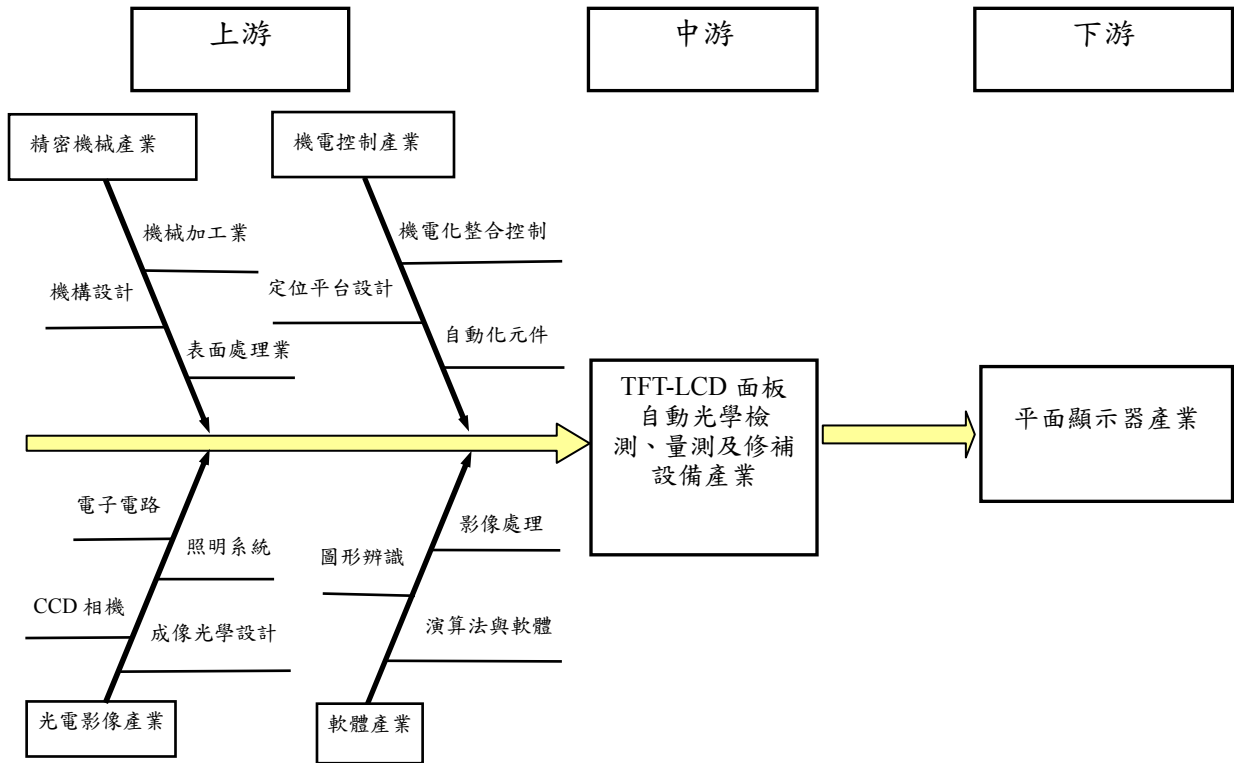 上游
中游
下游
精密機械產業
機電控制產業
機械加工業
機電化整合控制
機構設計
定位平台設計
表面處理業
自動化元件
TFT-LCD 面板
自動光學檢
測、量測及修補
設備產業
平面顯示器產業
電子電路
照明系統
影像處理
圖形辨識
CCD 相機
成像光學設計
演算法與軟體
光電影像產業
軟體產業